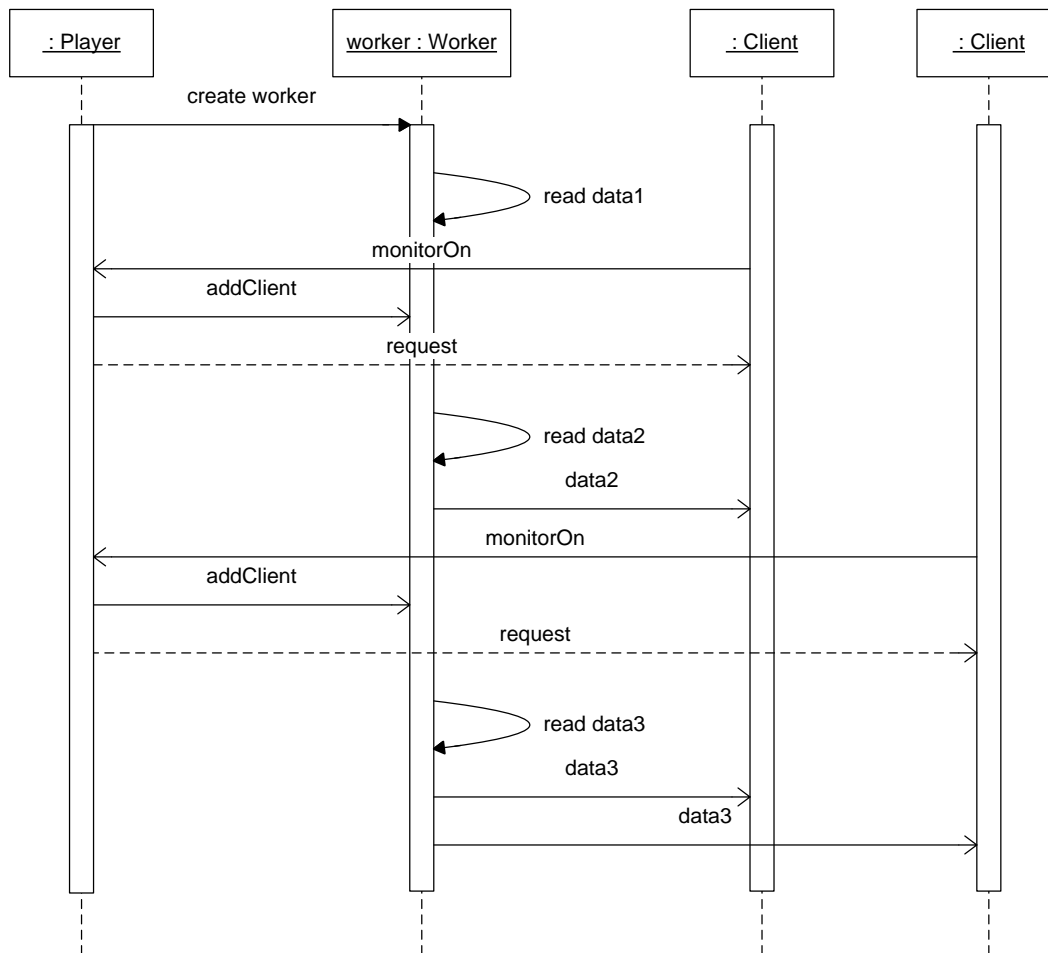 : Player
worker : Worker
: Client
: Client
create worker
read data1
monitorOn
addClient
request
read data2
data2
monitorOn
addClient
request
read data3
data3
data3